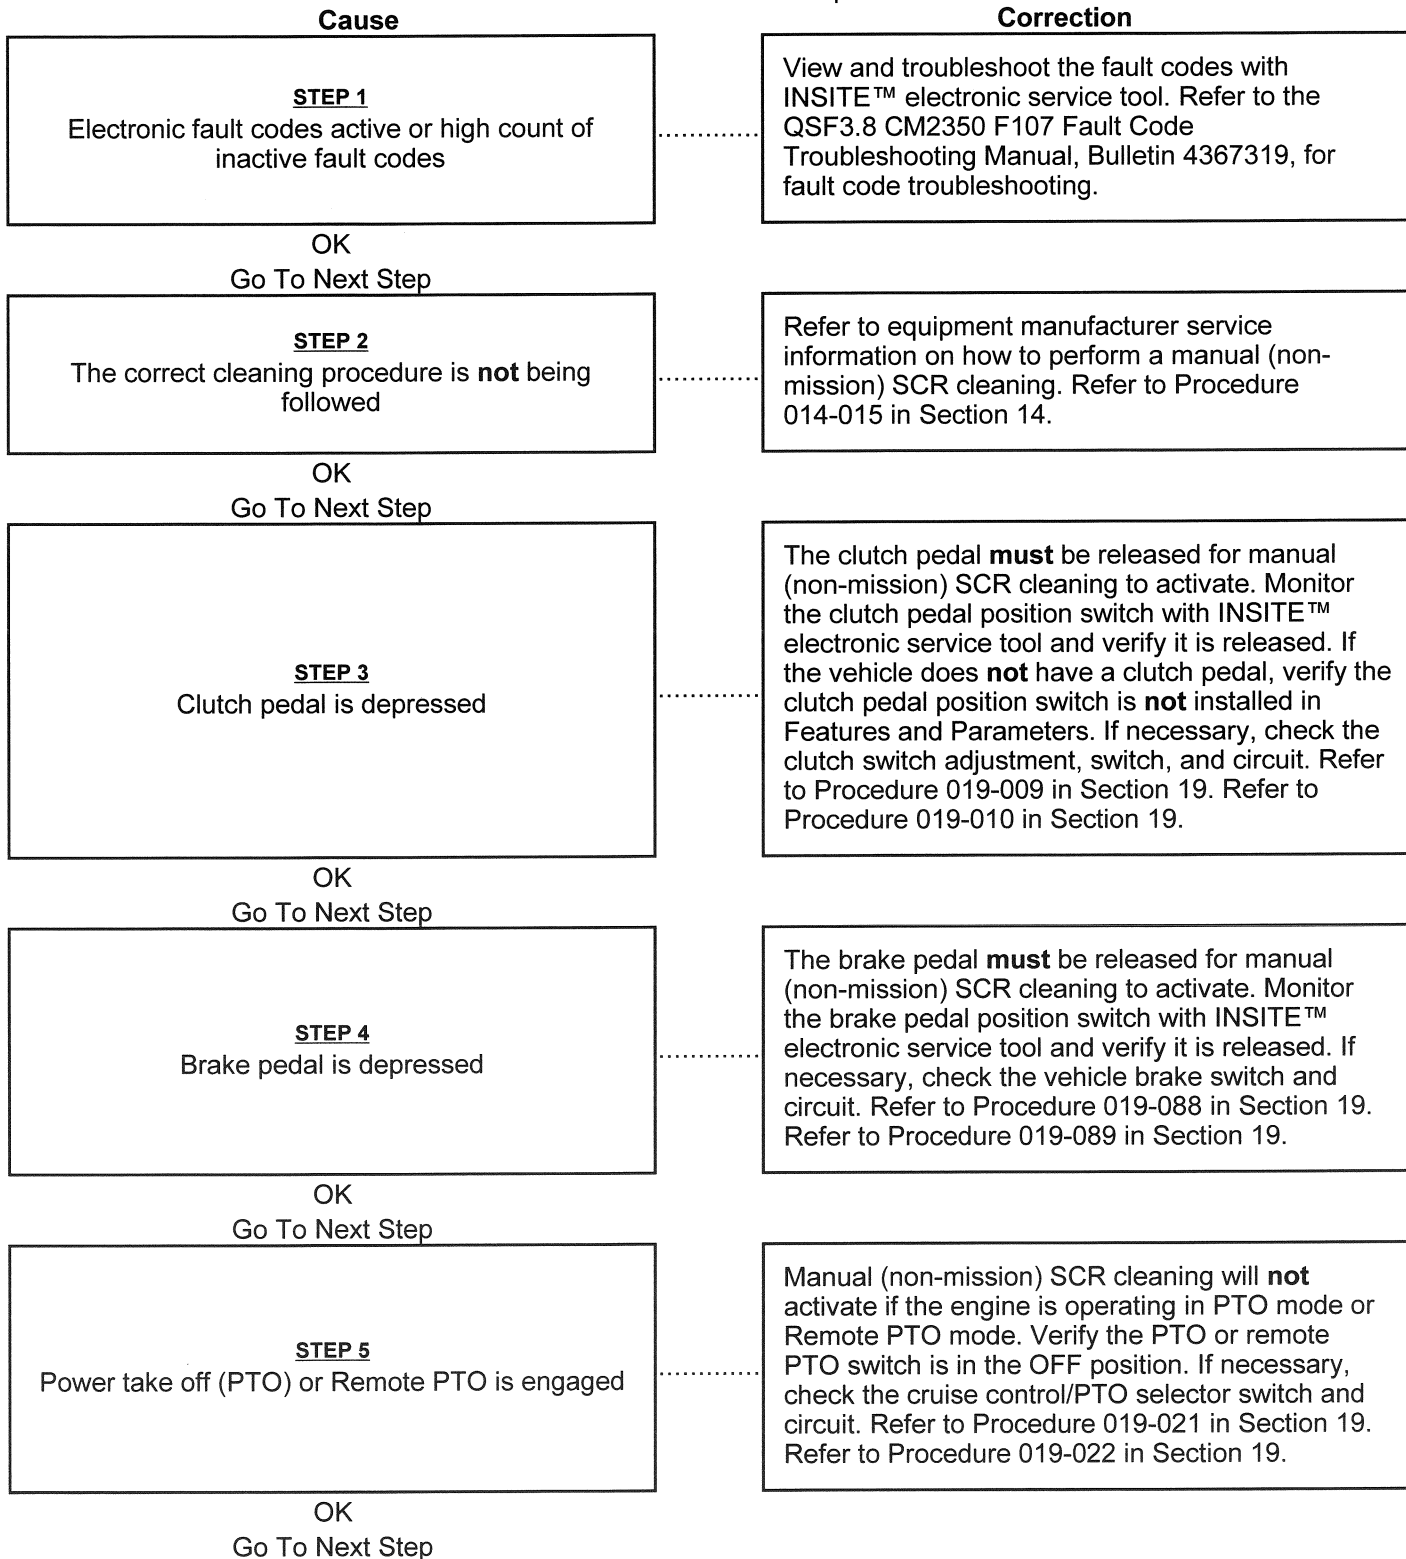 Cause
Correction
STEP 1
Electronic fault codes active or high count of
inactive fault codes
View and troubleshoot the fault codes with
INSITE™ electronic service tool. Refer to the
QSF3.8 CM2350 F107 Fault Code
Troubleshooting Manual, Bulletin 4367319, for
fault code troubleshooting.
OK
Go To Next Step
STEP 2
The correct cleaning procedure is not being
followed
Refer to equipment manufacturer service
information on how to perform a manual (non-
mission) SCR cleaning. Refer to Procedure
014-015 in Section 14.
OK
Go To Next Step
STEP 3
Clutch pedal is depressed
The clutch pedal must be released for manual
(non-mission) SCR cleaning to activate. Monitor
the clutch pedal position switch with INSITE™
electronic service tool and verify it is released. If
the vehicle does not have a clutch pedal, verify the
clutch pedal position switch is not installed in
Features and Parameters. If necessary, check the
clutch switch adjustment, switch, and circuit. Refer
to Procedure 019-009 in Section 19. Refer to
Procedure 019-010 in Section 19.
OK
Go To Next Step
STEP 4
Brake pedal is depressed
The brake pedal must be released for manual
(non-mission) SCR cleaning to activate. Monitor
the brake pedal position switch with INSITE™
electronic service tool and verify it is released. If
necessary, check the vehicle brake switch and
circuit. Refer to Procedure 019-088 in Section 19.
Refer to Procedure 019-089 in Section 19.
OK
Go To Next Step
STEP 5
Power take off (PTO) or Remote PTO is engaged
Manual (non-mission) SCR cleaning will not
activate if the engine is operating in PTO mode or
Remote PTO mode. Verify the PTO or remote
PTO switch is in the OFF position. If necessary,
check the cruise control/PTO selector switch and
circuit. Refer to Procedure 019-021 in Section 19.
Refer to Procedure 019-022 in Section 19.
OK
Go To Next Step